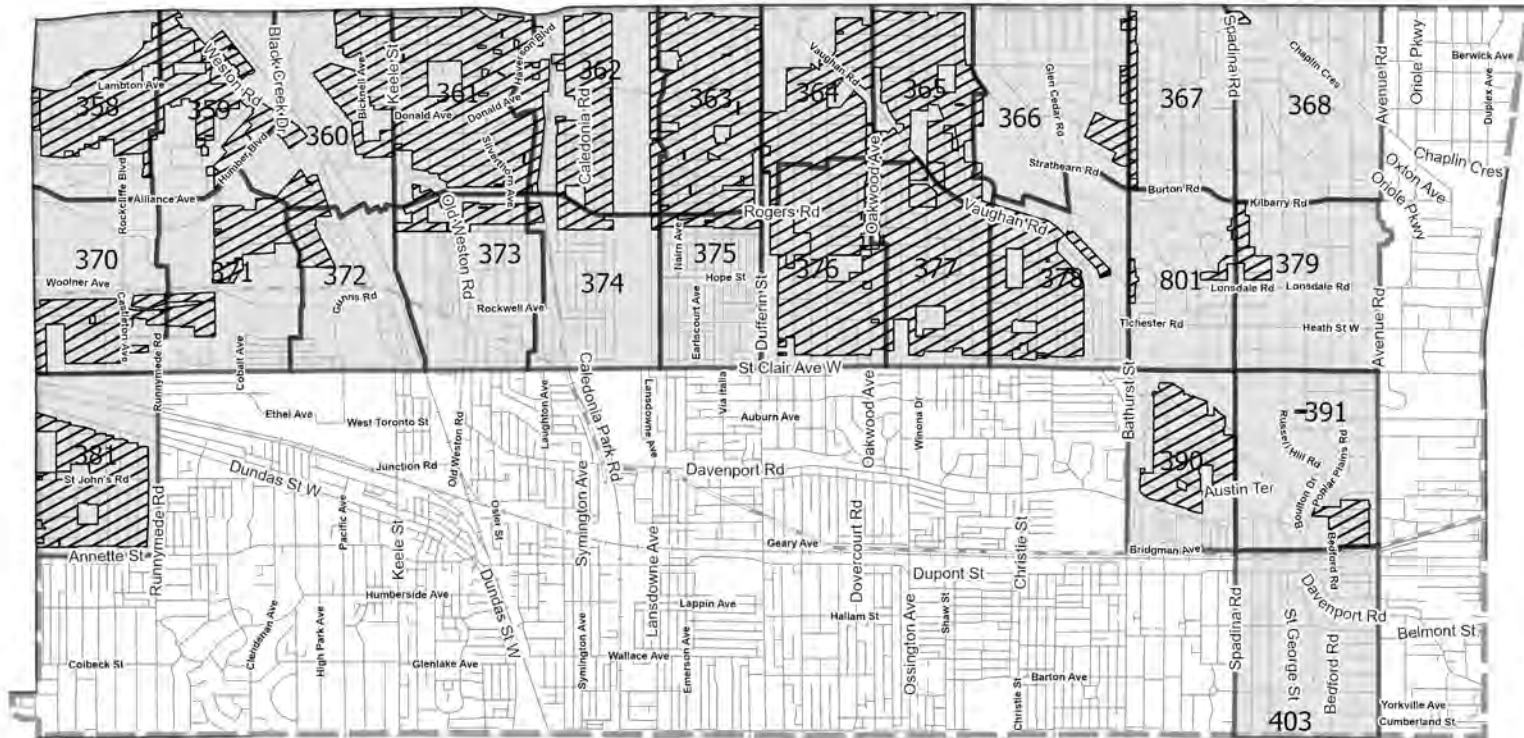 Weston Rd
Black Creek Dr
Keele St
Haverson Blvd
Vaughan Rd
Spadina Rd
Chaplin Cres
Avenue Rd
Oriole Pkwy
Berwick Ave
Duplex Ave
Lambton Ave
358
359
360
Bicknell Ave
361
Donald Ave
Donald Ave
362
Caledonia Rd
363
364
365
366
Glen Cedar Rd
367
368
Humber Blvd
Silverthorn Ave
Oakwood Ave
Strathearn Rd
Chaplin Cres
Oxton Ave
Oriole Pkwy
Rockcliffe Blvd
Alliance Ave
Old Weston Rd
Rogers Rd
Vaughan Rd
Burton Rd
Kilbarry Rd
370
371
372
373
374
Nairn Ave
375
376
377
378
801
379
Woolner Ave
Castleton Ave
Gunns Rd
Rockwell Ave
Hope St
Earlscourt Ave
Dufferin St
Lonsdale Rd
Lonsdale Rd
Runnymede Rd
Cobalt Ave
Tichester Rd
Heath St W
Avenue Rd
St Clair Ave W
Ethel Ave
West Toronto St
Old Weston Rd
Laughton Ave
Caledonia Park Rd
Lansdowne Ave
Via Italia
Auburn Ave
Oakwood Ave
Winona Dr
Bathurst St
391
Russell Hill Rd
Poplar Plains Rd
Boulton Dr
381
St John's Rd
Dundas St W
Junction Rd
Davenport Rd
390
Austin Ter
Annette St
Runnymede Rd
Pacific Ave
Keele St
Osler St
Symington Ave
Lansdowne Ave
Geary Ave
Dovercourt Rd
Christie St
Bridgman Ave
Bedford Rd
Dupont St
Davenport Rd
Humberside Ave
Dundas St W
Lappin Ave
Hallam St
Shaw St
Belmont St
Colbeck St
Clendenan Ave
High Park Ave
Glenlake Ave
Symington Ave
Wallace Ave
Emerson Ave
Ossington Ave
Christie St
Barton Ave
Spadina Rd
St George St
Bedford Rd
403
Yorkville Ave
Cumberland St